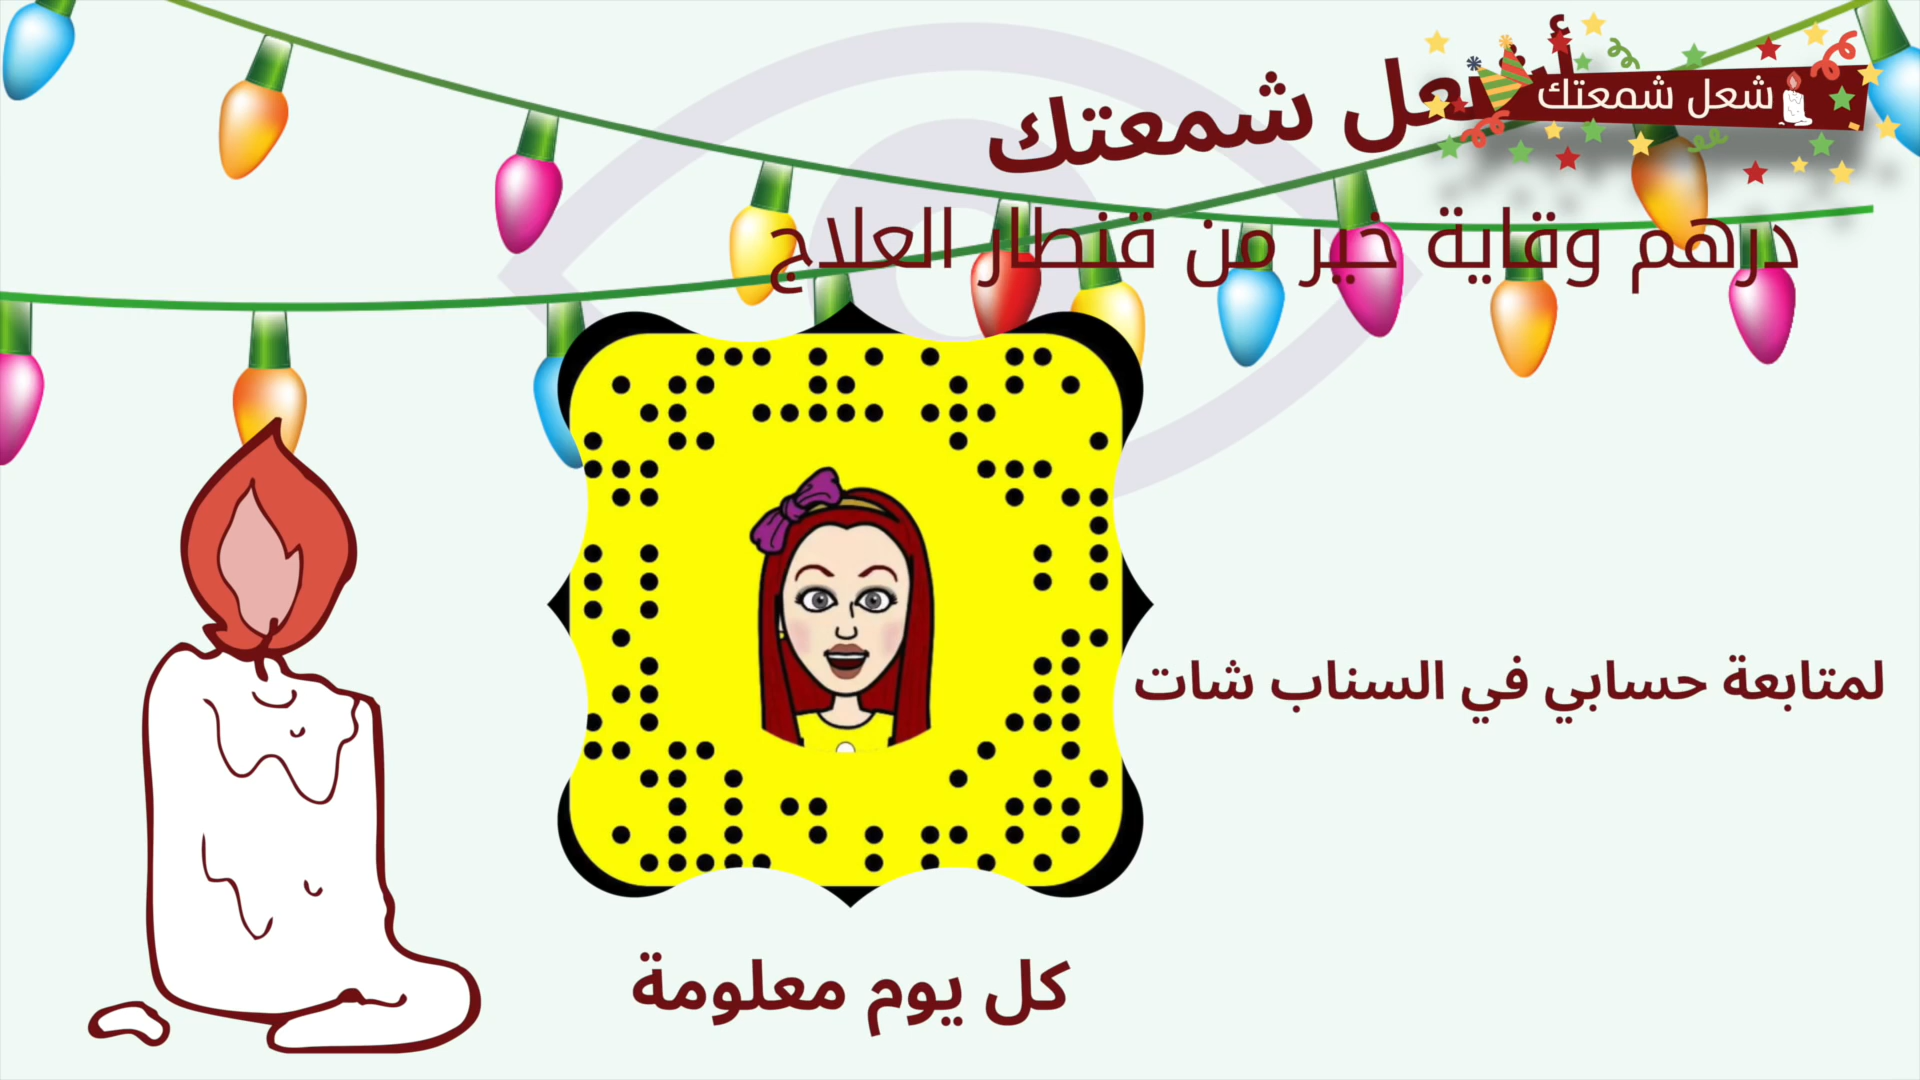 أشعل شمعتك
شعل شمعتك
درهم وقاية خير من قنطار العلاج
لمتابعة حسابي في السناب شات
كل يوم معلومة